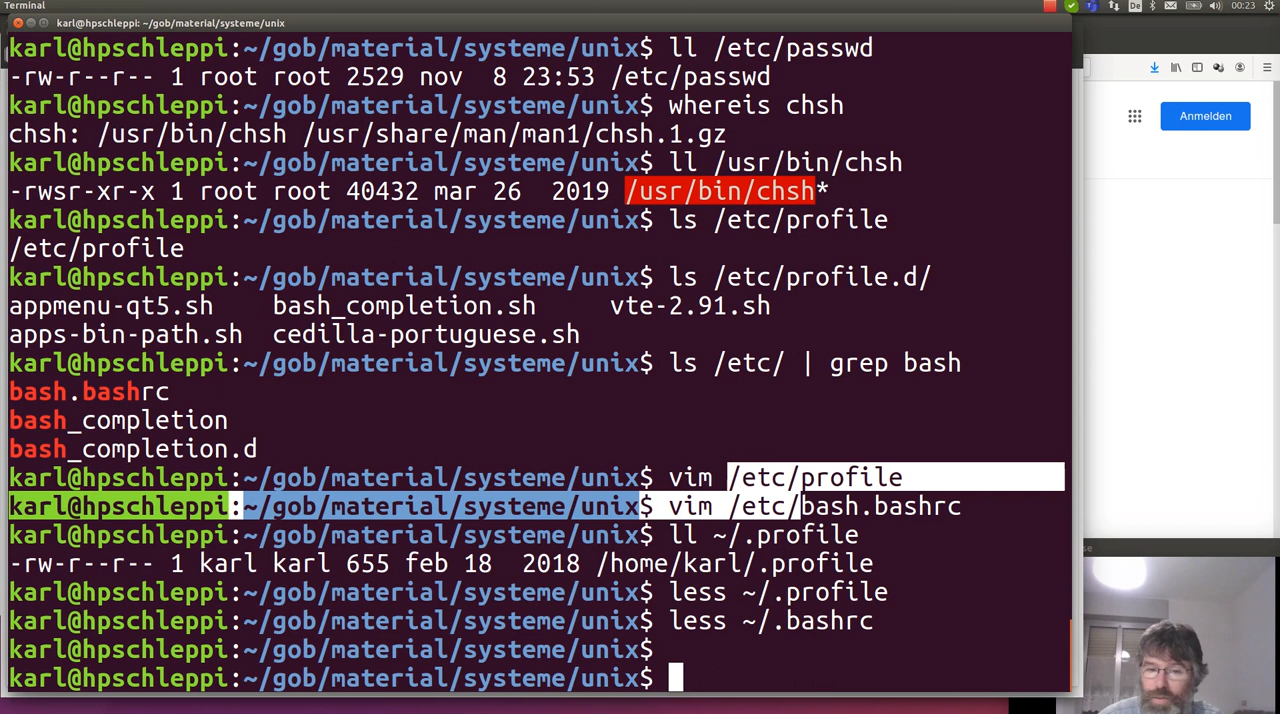 Terminal
De
00:23
karl@hpschleppi: ~/gob/material/systeme/unix
karl@hpschleppi:~/gob/material/systeme/unix$ ll /etc/passwd
-rw-r--r-- 1 root root 2529 nov  8 23:53 /etc/passwd
karl@hpschleppi:~/gob/material/systeme/unix$ whereis chsh
chsh: /usr/bin/chsh /usr/share/man/man1/chsh.1.gz
karl@hpschleppi:~/gob/material/systeme/unix$ ll /usr/bin/chsh
-rwsr-xr-x 1 root root 40432 mar 26  2019 /usr/bin/chsh*
karl@hpschleppi:~/gob/material/systeme/unix$ ls /etc/profile
/etc/profile
karl@hpschleppi:~/gob/material/systeme/unix$ ls /etc/profile.d/
appmenu-qt5.sh    bash_completion.sh     vte-2.91.sh
apps-bin-path.sh  cedilla-portuguese.sh
karl@hpschleppi:~/gob/material/systeme/unix$ ls /etc/ | grep bash
bash.bashrc
bash_completion
bash_completion.d
karl@hpschleppi:~/gob/material/systeme/unix$ vim /etc/profile
karl@hpschleppi:~/gob/material/systeme/unix$ vim /etc/bash.bashrc
karl@hpschleppi:~/gob/material/systeme/unix$ ll ~/.profile
-rw-r--r-- 1 karl karl 655 feb 18  2018 /home/karl/.profile
karl@hpschleppi:~/gob/material/systeme/unix$ less ~/.profile
karl@hpschleppi:~/gob/material/systeme/unix$ less ~/.bashrc
karl@hpschleppi:~/gob/material/systeme/unix$
karl@hpschleppi:~/gob/material/systeme/unix$
Anmelden